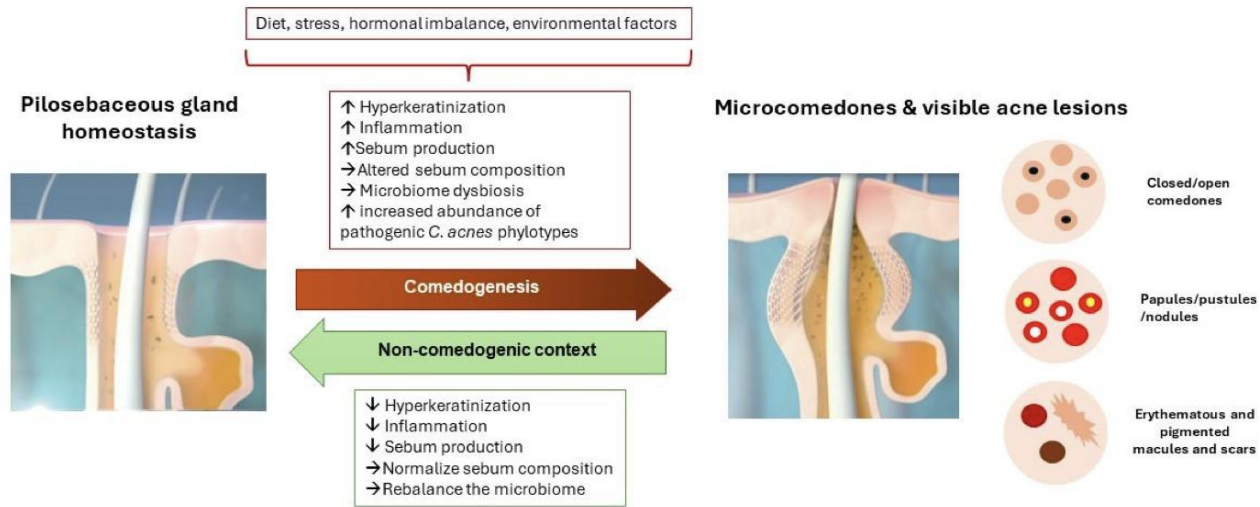 Diet, stress, hormonal imbalance, environmental factors
Pilosebaceous gland
homeostasis
↑ Hyperkeratinization
↑ Inflammation
↑Sebum production
→Altered sebum composition
→ Microbiome dysbiosis
↑ increased abundance of
pathogenic C. acnes phylotypes
Comedogenesis
Non-comedogenic context
↓ Hyperkeratinization
↓ Inflammation
↓ Sebum production
→Normalize sebum composition
→Rebalance the microbiome
Microcomedones & visible acne lesions
Closed/open
comedones
Papules/pustules
/nodules
Erythematous and
pigmented
macules and scars